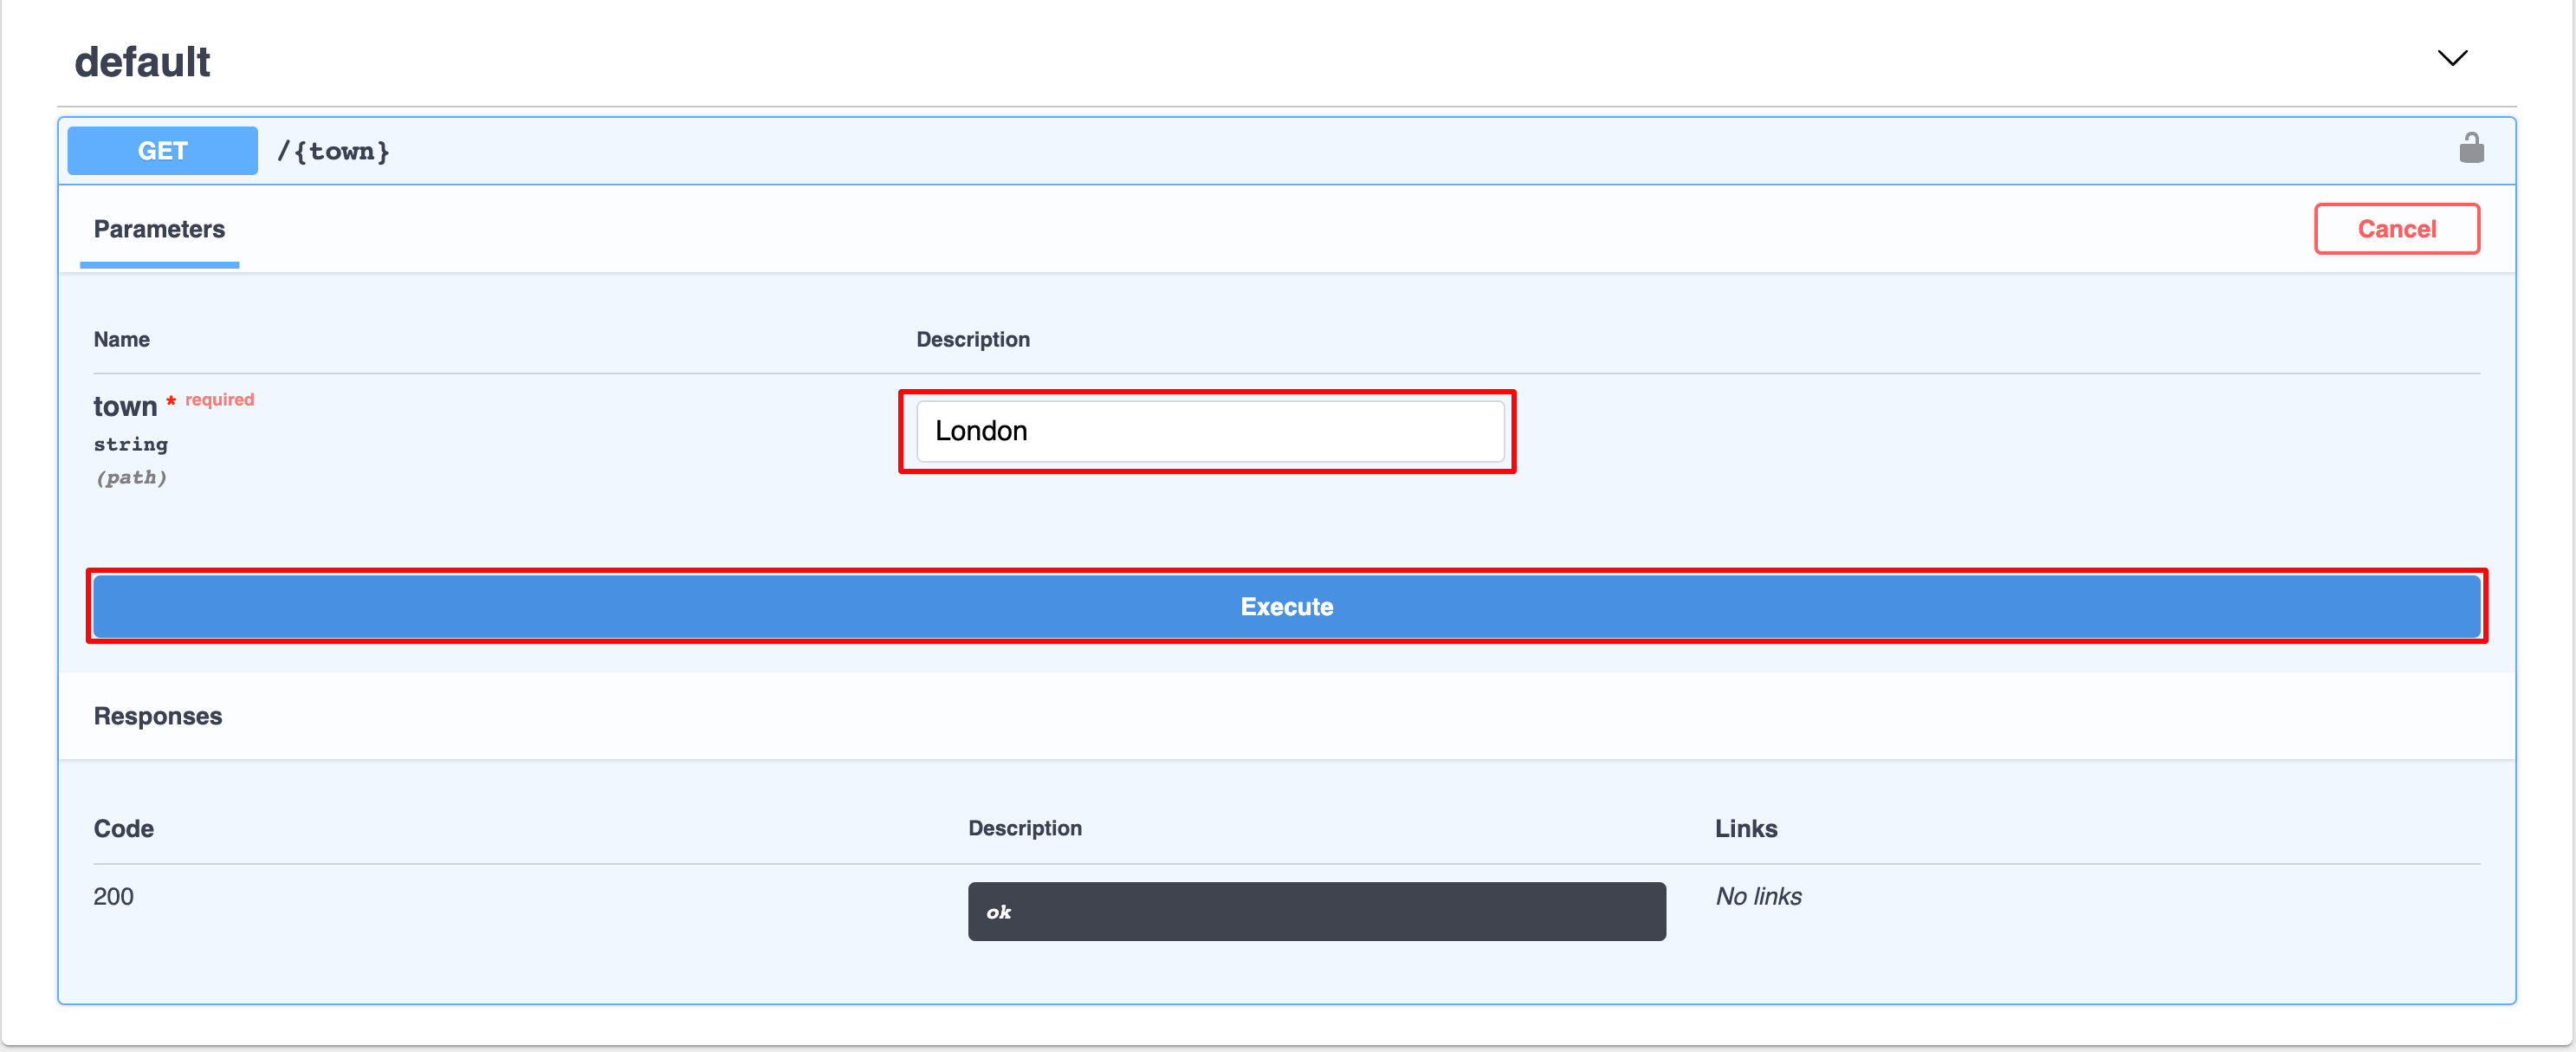 default
GET /{town}
Parameters
Cancel
Name Description
town * required
string
(path)
London
Execute
Responses
Code Description Links
200 ok No links